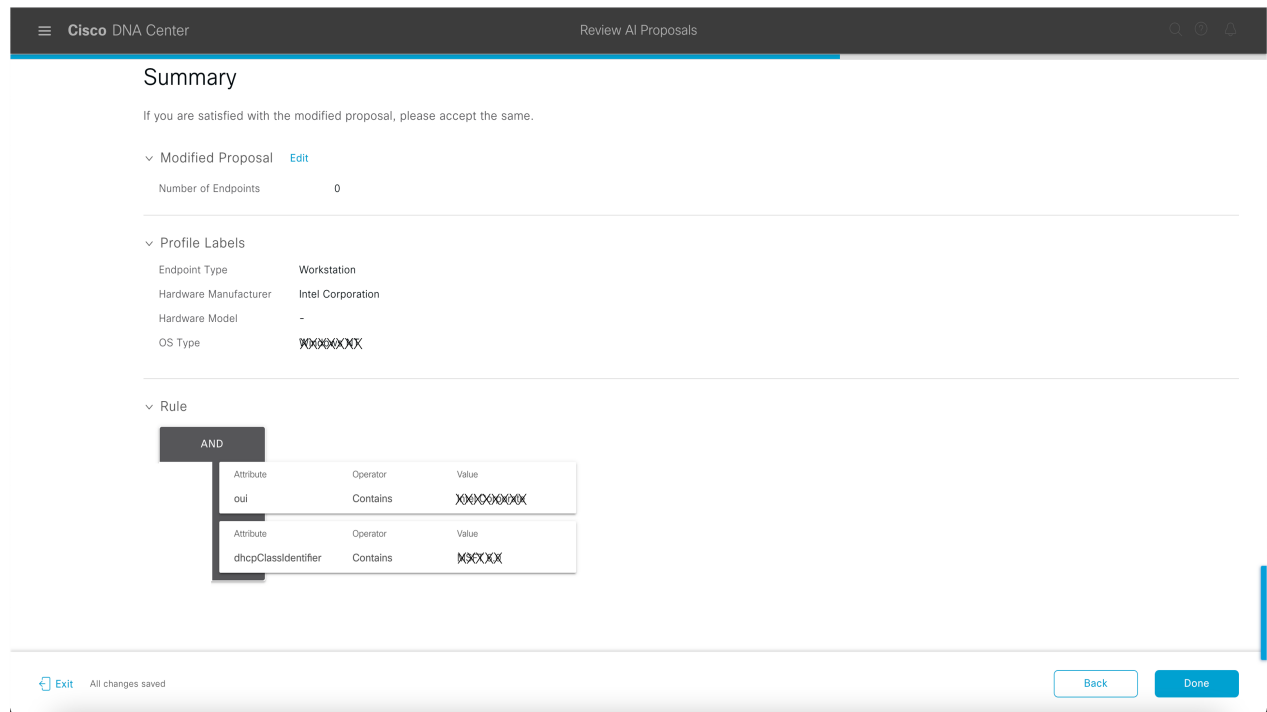 Cisco DNA Center
Review AI Proposals
Summary
If you are satisfied with the modified proposal, please accept the same.
Modified Proposal Edit
Number of Endpoints 0
Profile Labels
Endpoint Type Workstation
Hardware Manufacturer Intel Corporation
Hardware Model -
OS Type
Rule
AND
Attribute Operator Value
oui Contains
Attribute Operator Value
dhcpClassIdentifier Contains
Exit All changes saved
Back
Done